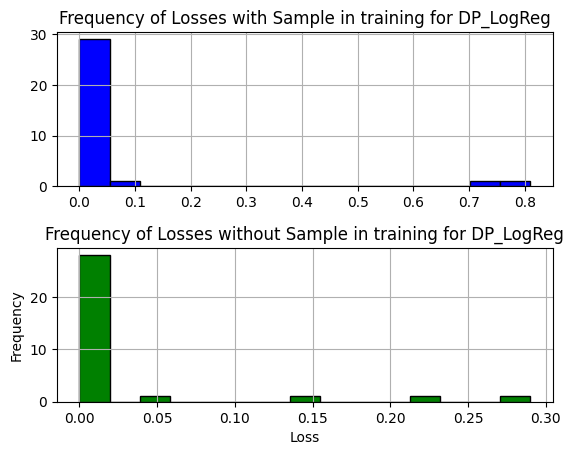 Frequency of Losses with Sample in training for DP_LogReg
30
20
10
0
0.0 0.1 0.2 0.3 0.4 0.5 0.6 0.7 0.8
Frequency of Losses without Sample in training for DP_LogReg
Frequency
20
10
0
0.00 0.05 0.10 0.15 0.20 0.25 0.30
Loss